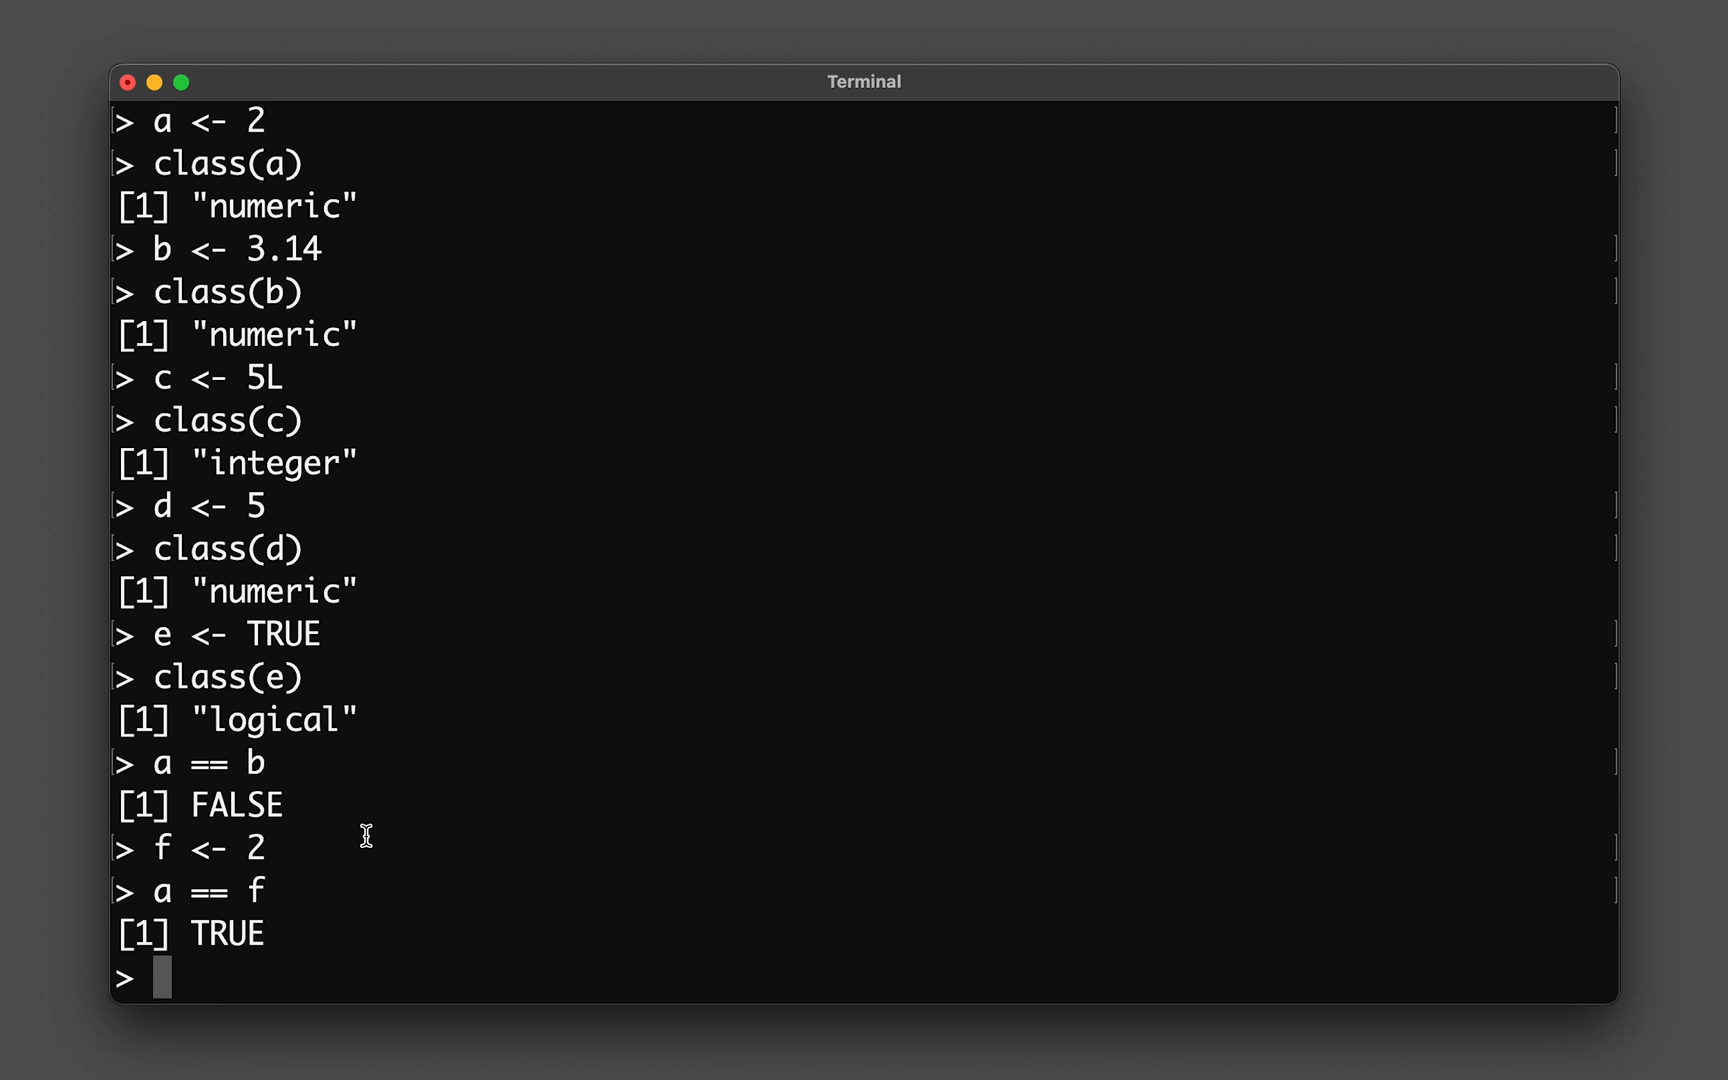 Terminal
> a <- 2
> class(a)
[1] "numeric"
> b <- 3.14
> class(b)
[1] "numeric"
> c <- 5L
> class(c)
[1] "integer"
> d <- 5
> class(d)
[1] "numeric"
> e <- TRUE
> class(e)
[1] "logical"
> a == b
[1] FALSE
> f <- 2
> a == f
[1] TRUE
>